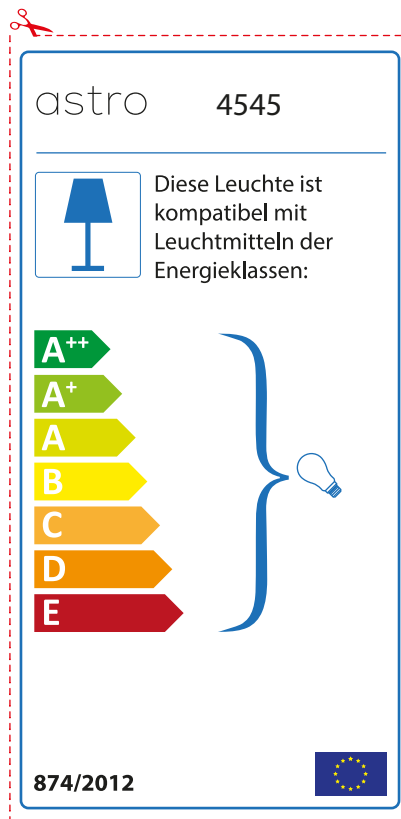 astro 4545
Diese Leuchte ist
kompatibel mit
Leuchtmitteln der
Energieklassen:
A++
A+
A
B
C
D
E
874/2012